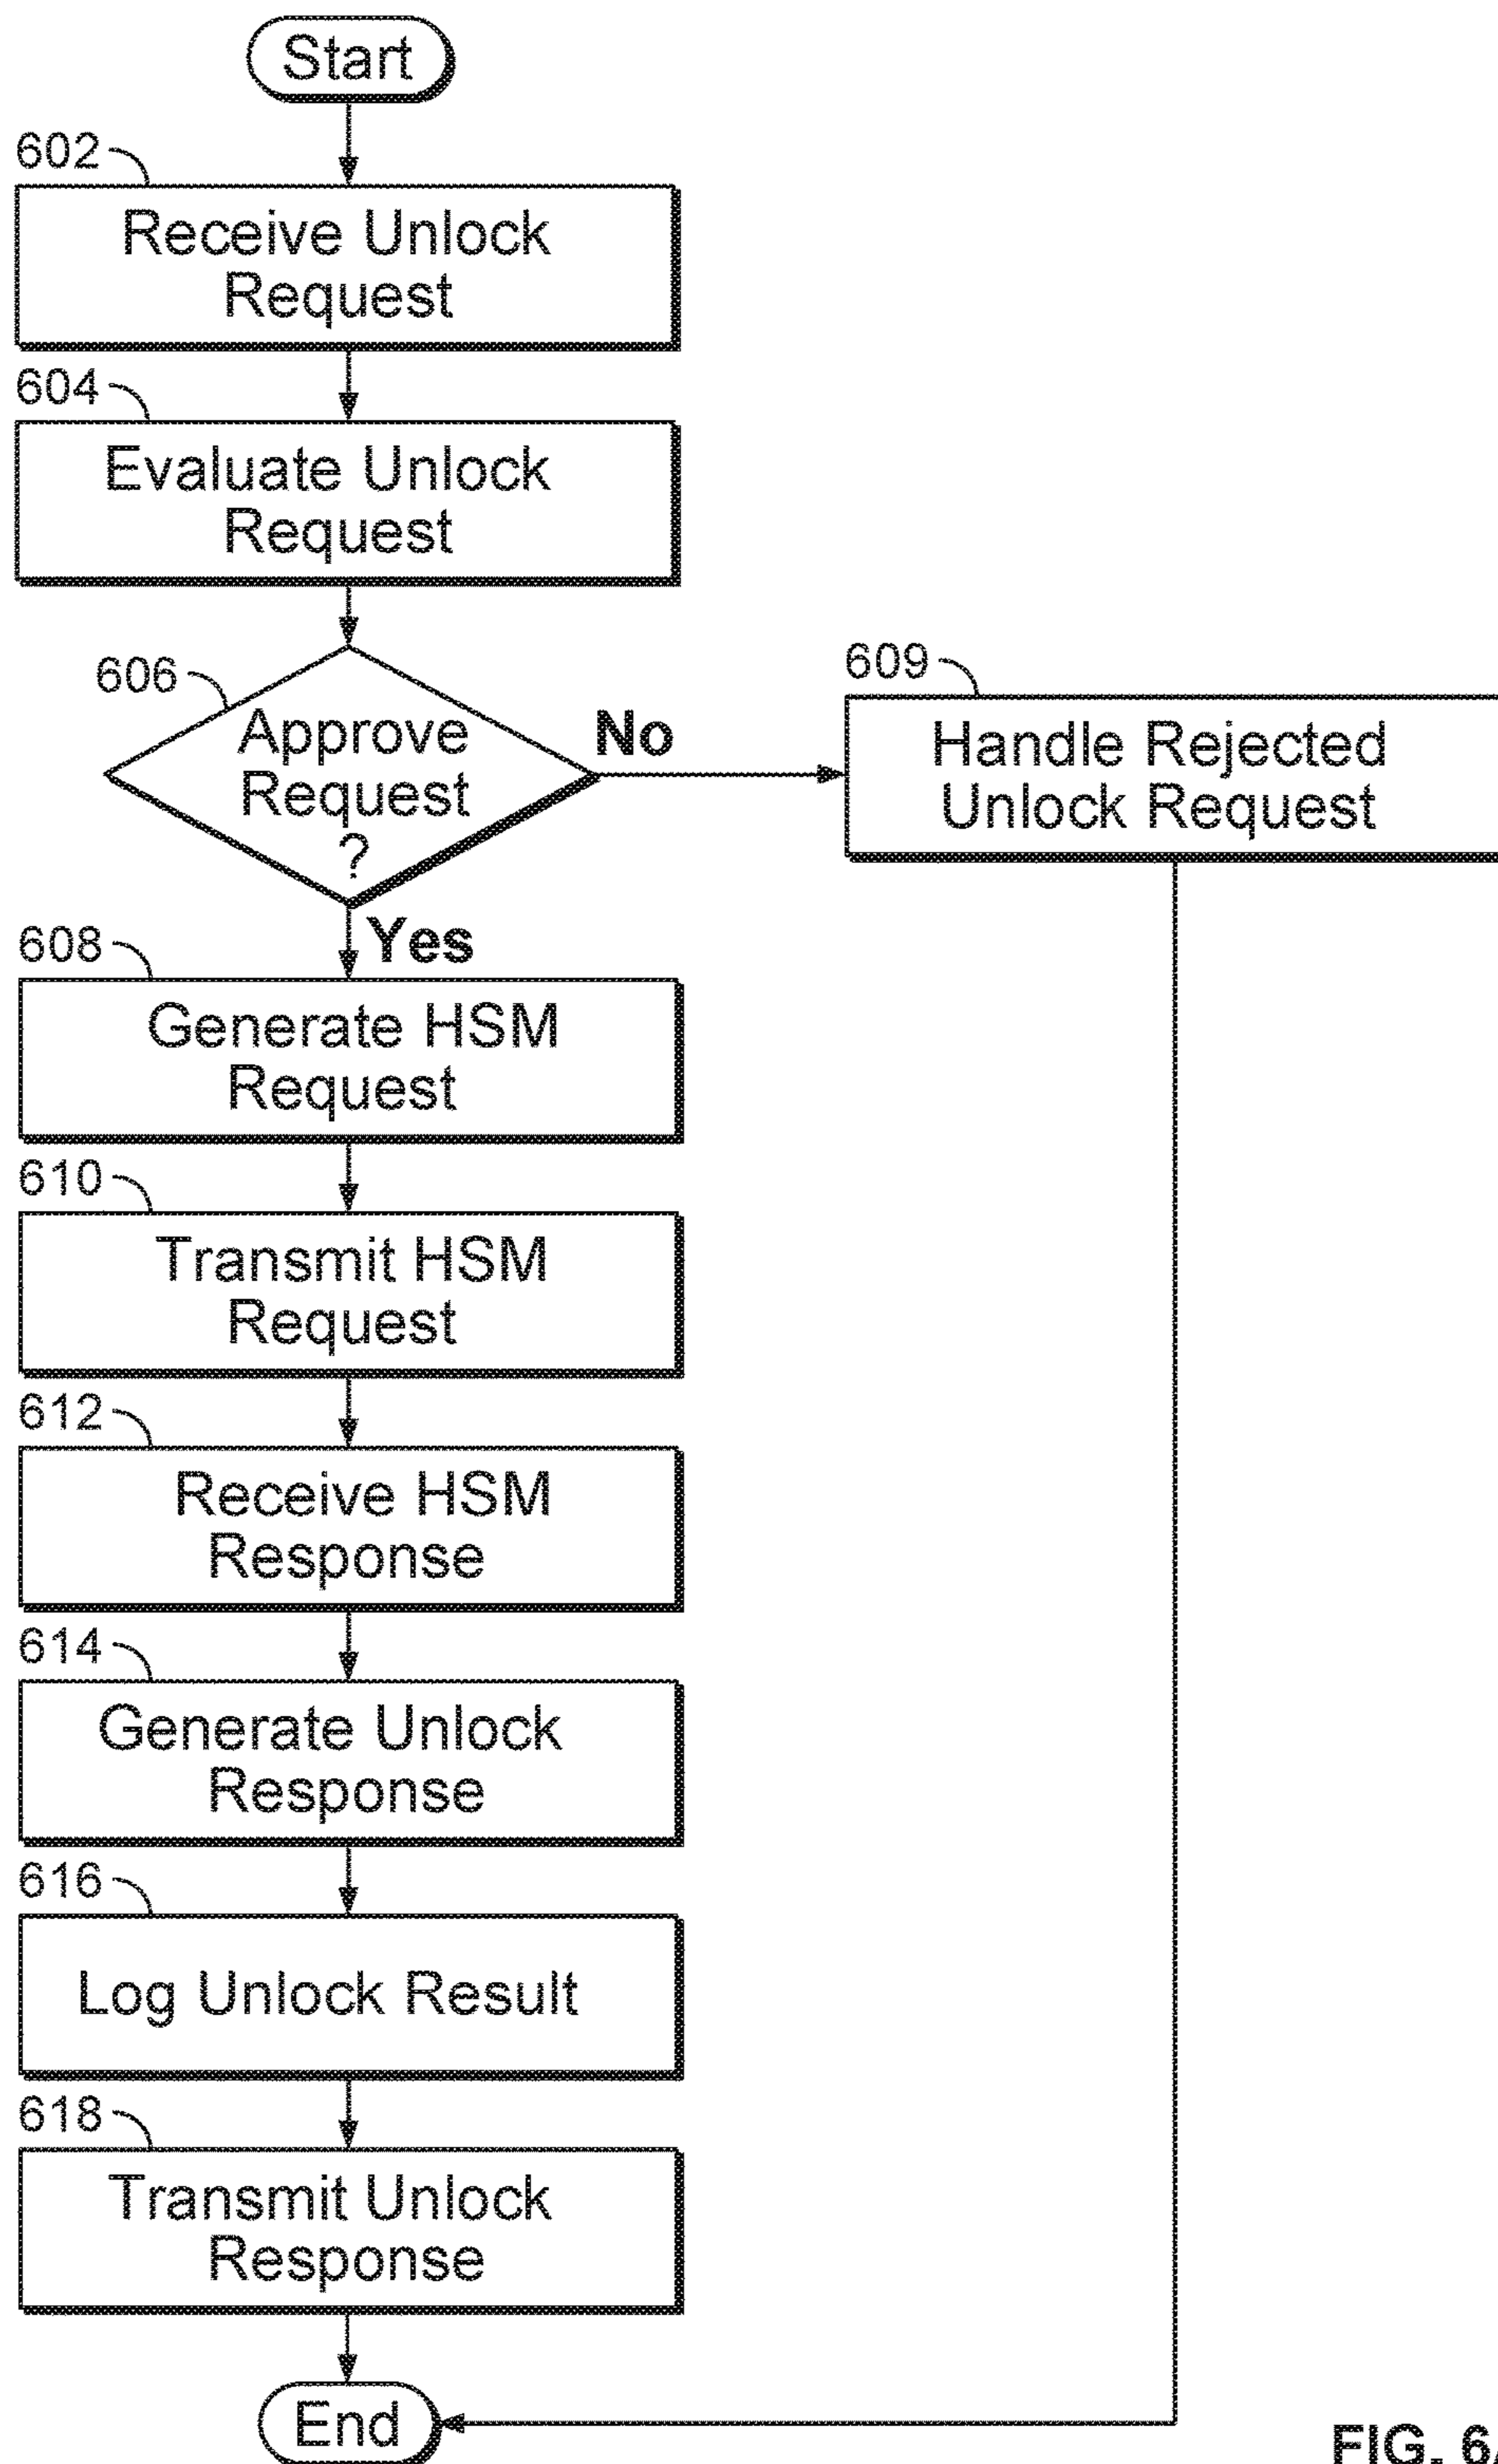 Start
602
Receive Unlock
Request
604
Evaluate Unlock
Request
606
Approve
Request
?
No
609
Handle Rejected
Unlock Request
Yes
608
Generate HSM
Request
610
Transmit HSM
Request
612
Receive HSM
Response
614
Generate Unlock
Response
616
Log Unlock Result
618
Transmit Unlock
Response
End
FIG. 6